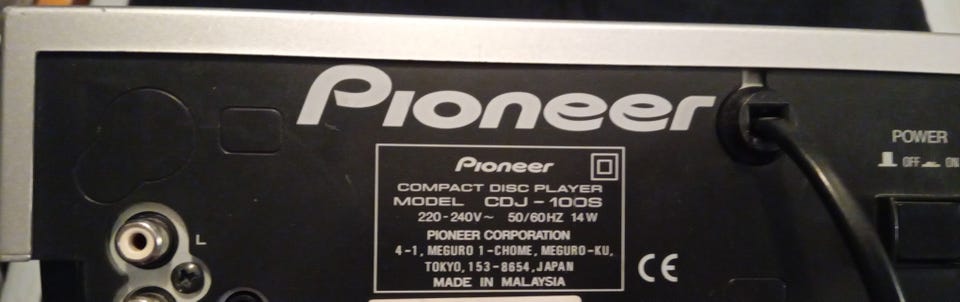 Pioneer
POWER
OFF ON
Pioneer
COMPACT DISC PLAYER
MODEL CDJ-100S
220-240V~ 50/60HZ 14W
PIONEER CORPORATION
4-1, MEGURO 1-CHOME, MEGURO-KU,
TOKYO, 153-8654, JAPAN
MADE IN MALAYSIA
CE
L